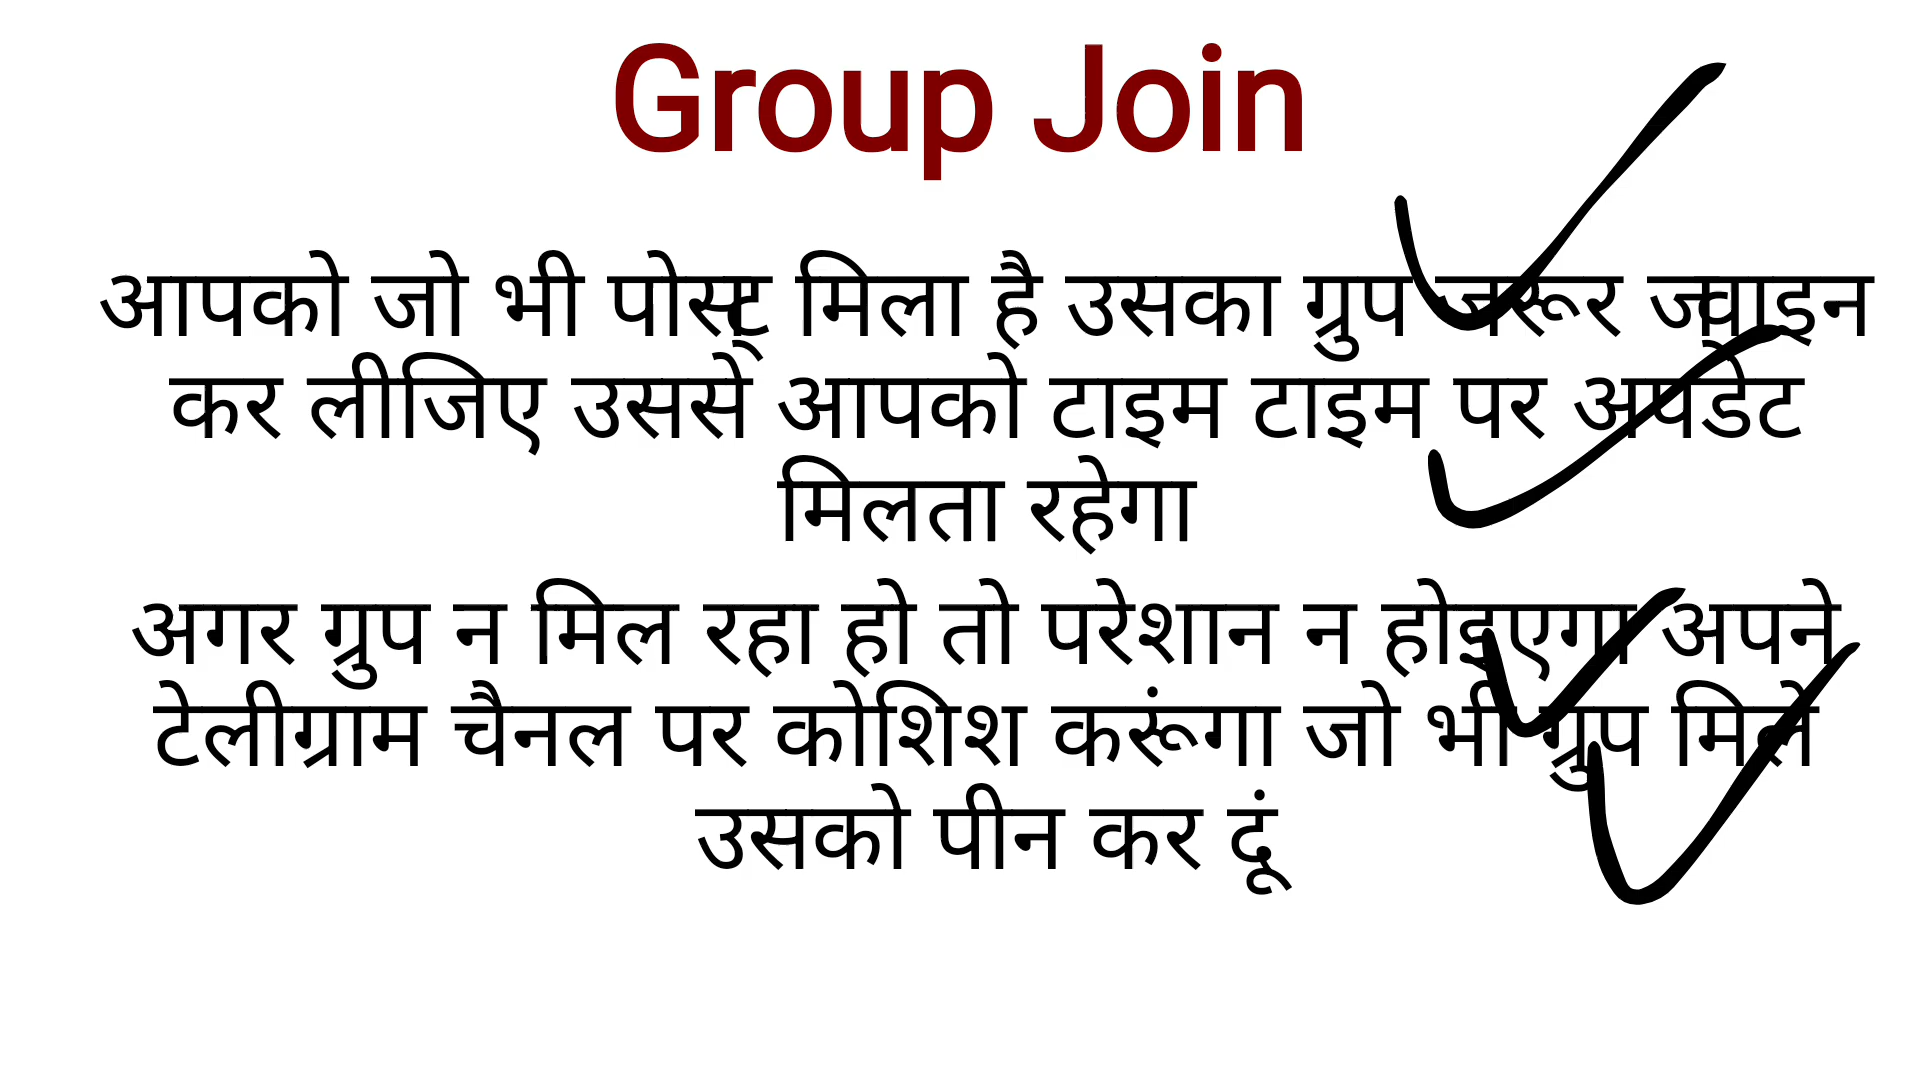 Group Join
आपको जो भी पोस्ट मिला है उसका ग्रुप जरूर ज्वाइन
कर लीजिए उससे आपको टाइम टाइम पर अपडेट
मिलता रहेगा
अगर ग्रुप न मिल रहा हो तो परेशान न होइएगा अपने
टेलीग्राम चैनल पर कोशिश करूंगा जो भी ग्रुप मिले
उसको पीन कर दूं